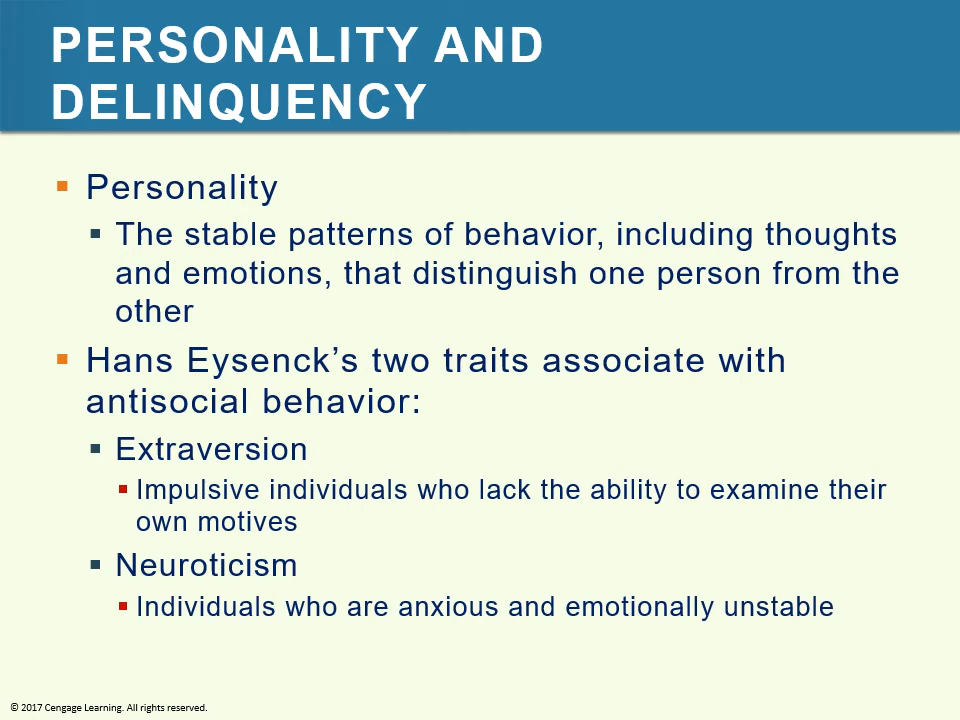 PERSONALITY AND
DELINQUENCY
Personality
The stable patterns of behavior, including thoughts
and emotions, that distinguish one person from the
other
Hans Eysenck’s two traits associate with
antisocial behavior:
Extraversion
Impulsive individuals who lack the ability to examine their
own motives
Neuroticism
Individuals who are anxious and emotionally unstable
© 2017 Cengage Learning. All rights reserved.